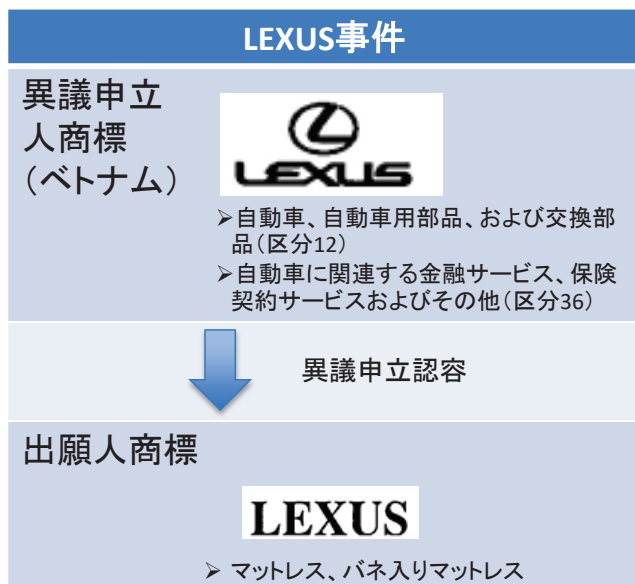 LEXUS事件
異議申立
人商標
（ベトナム）
LEXUS
➢自動車、自動車用部品、および交換部
品（区分12）
➢自動車に関連する金融サービス、保険
契約サービスおよびその他（区分36）
異議申立認容
出願人商標
LEXUS
➢ マットレス、バネ入りマットレス